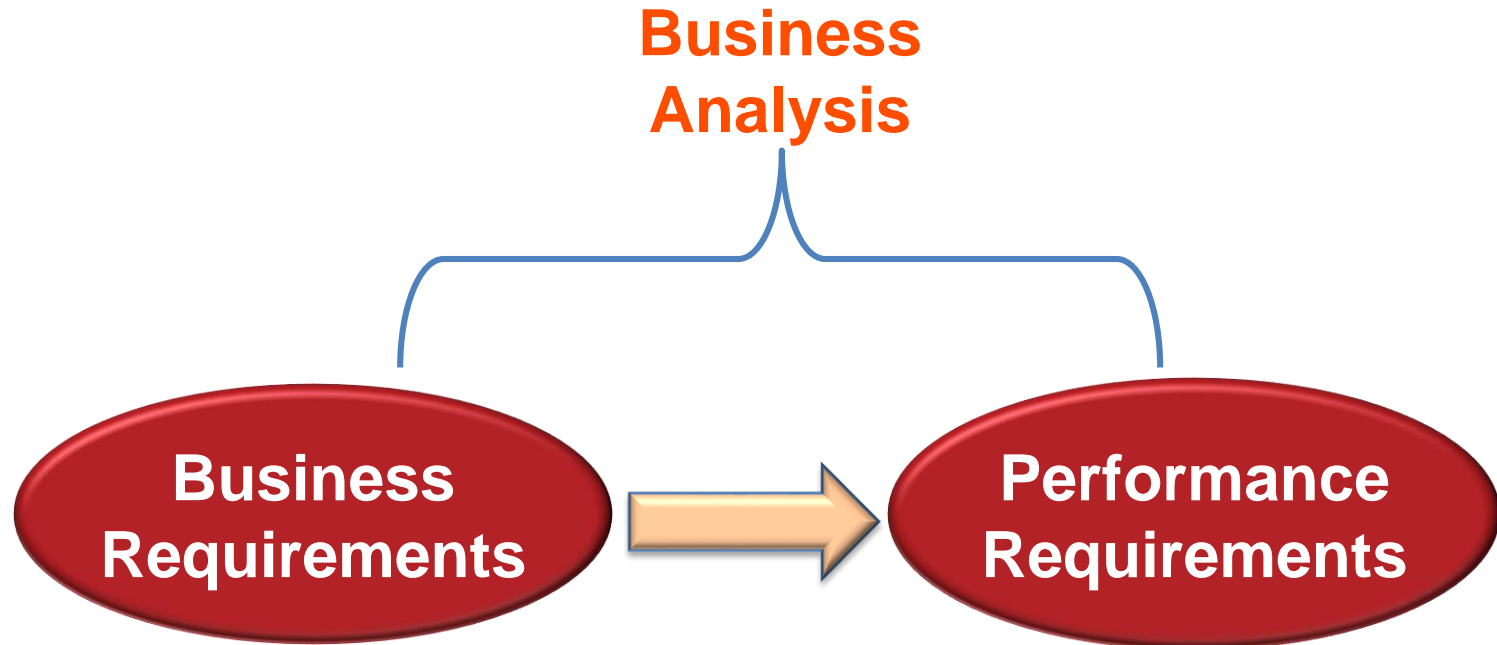 Business
Analysis
Business
Requirements
Performance
Requirements